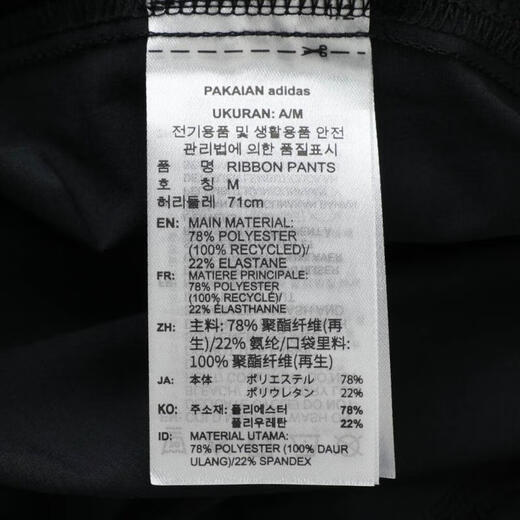 PAKAIAN adidas
UKURAN: A/M
전기용품 및 생활용품 안전
관리법에 의한 품질표시
품 명 RIBBON PANTS
호 칭 M
허리둘레 71cm
EN: MAIN MATERIAL:
78% POLYESTER
(100% RECYCLED)/
22% ELASTANE
FR: MATIERE PRINCIPALE:
78% POLYESTER
(100% RECYCLE)/
22% ELASTHANNE
ZH: 主料: 78% 聚酯纤维(再
生)/22% 氨纶/口袋里料:
100% 聚酯纤维(再生)
JA: 本体 ポリエステル 78%
ポリウレタン 22%
KO: 주소재: 폴리에스터 78%
폴리우레탄 22%
ID: MATERIAL UTAMA:
78% POLYESTER (100% DAUR
ULANG)/22% SPANDEX